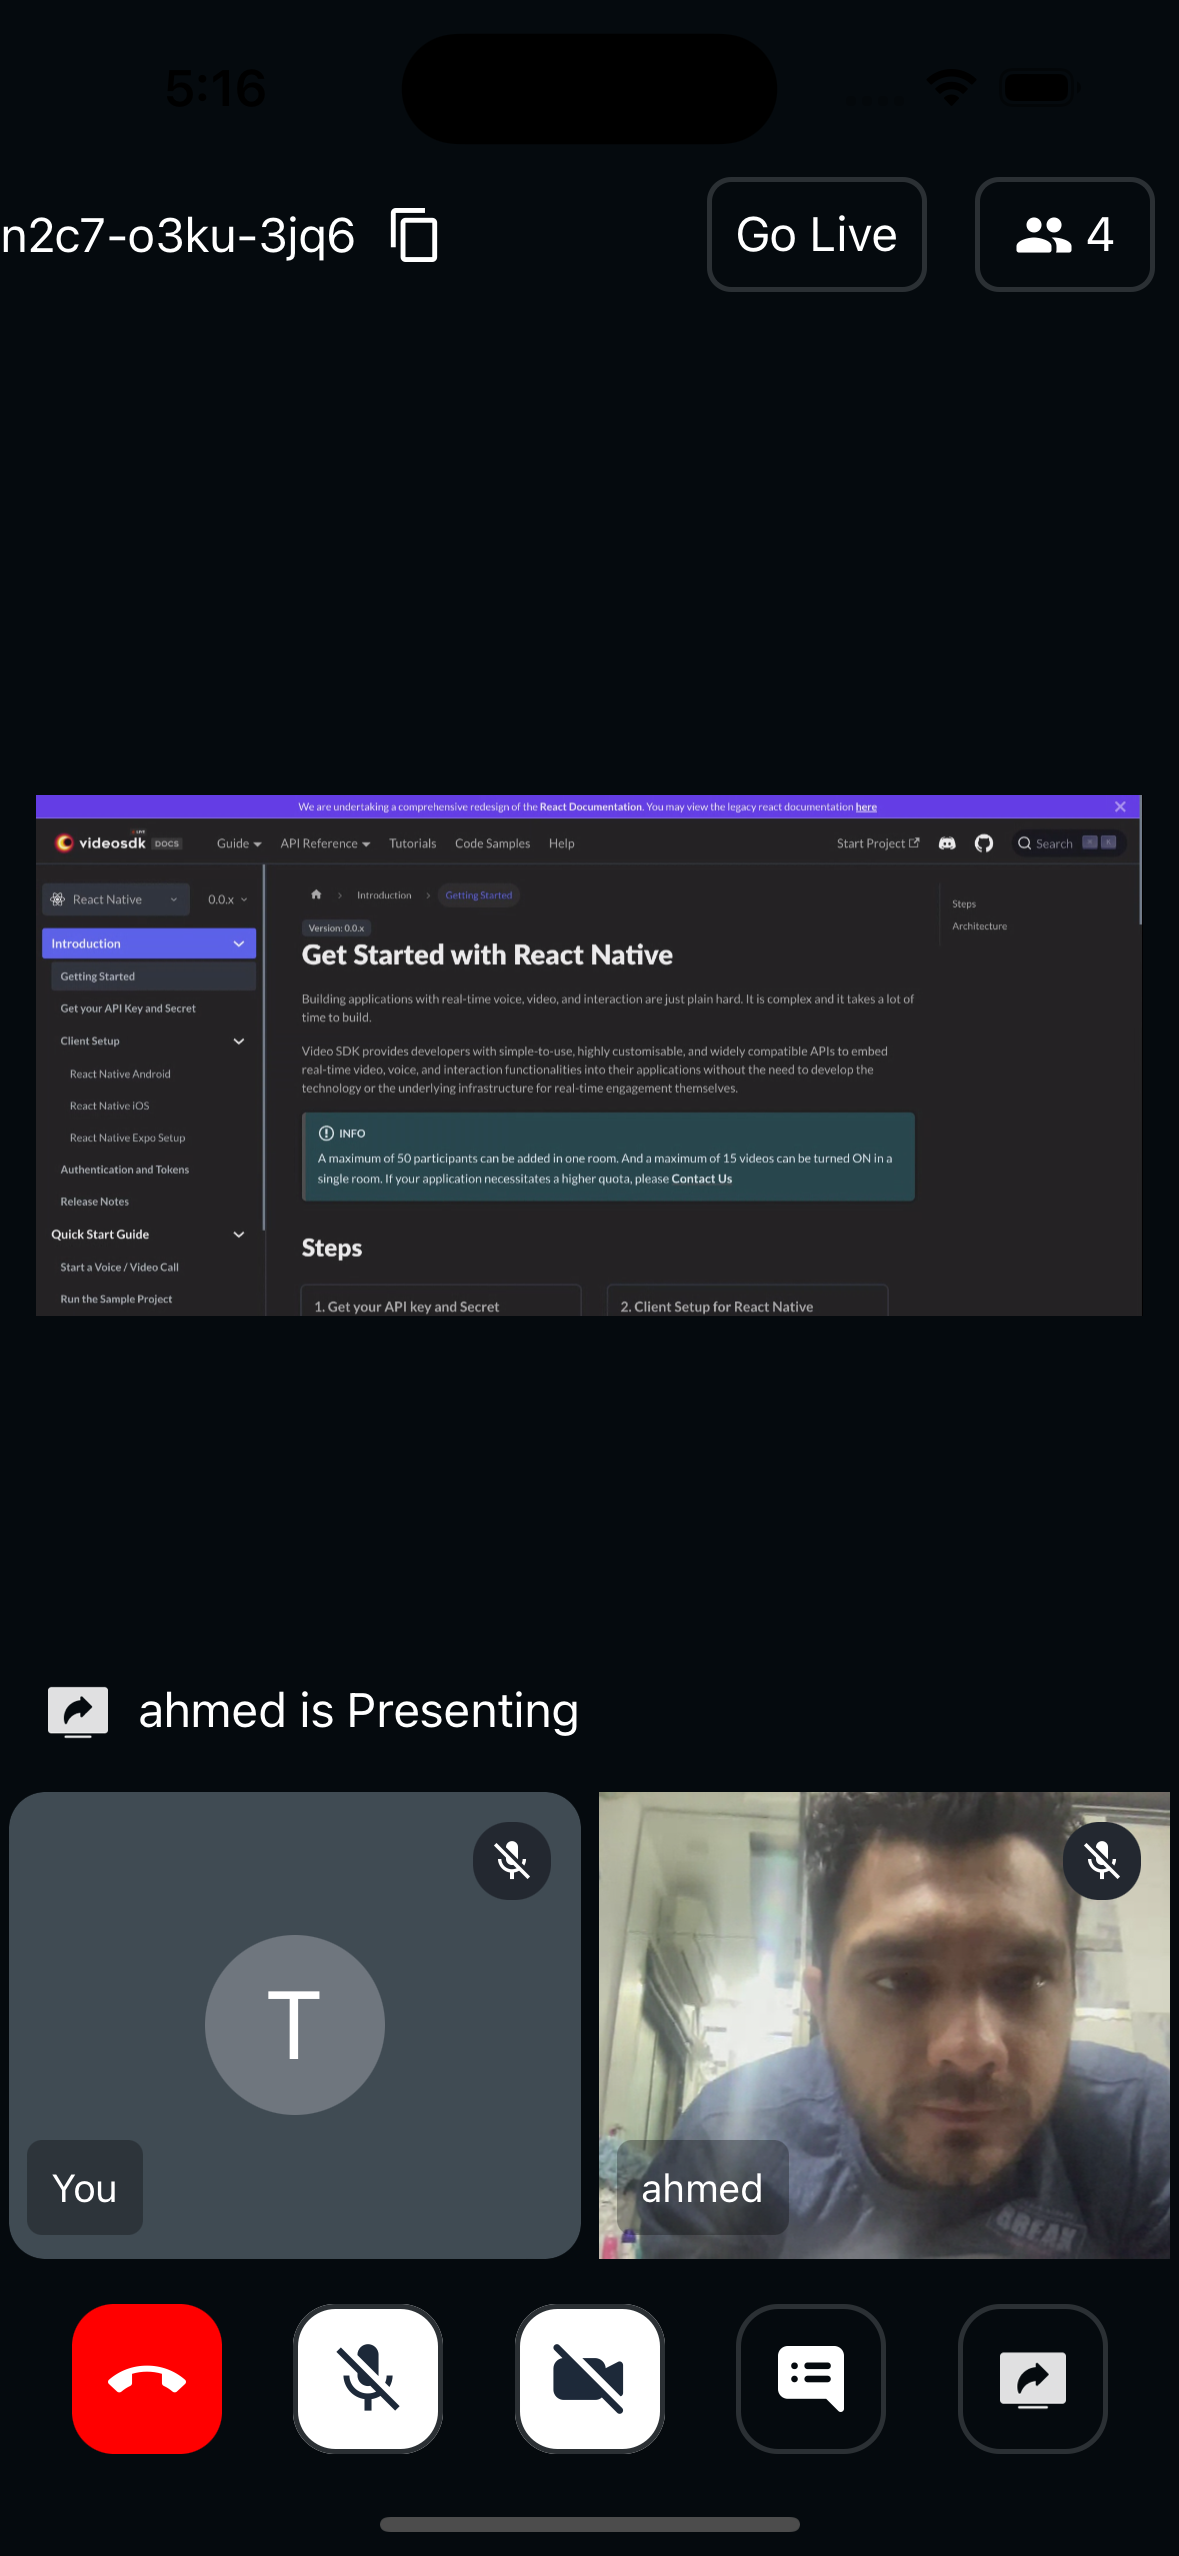 5:16
n2c7-o3ku-3jq6
Go Live
4
We are undertaking a comprehensive redesign of the React Documentation. You may view the legacy react documentation here
videosdk
LIVE
DOCS
Guide
API Reference
Tutorials
Code Samples
Help
Start Project
Search
React Native
0.0.x
Introduction
Getting Started
Get your API Key and Secret
Client Setup
React Native Android
React Native iOS
React Native Expo Setup
Authentication and Tokens
Release Notes
Quick Start Guide
Start a Voice / Video Call
Run the Sample Project
Introduction
Getting Started
Version: 0.0.x
Get Started with React Native
Building applications with real-time voice, video, and interaction are just plain hard. It is complex and it takes a lot of
time to build.
Video SDK provides developers with simple-to-use, highly customisable, and widely compatible APIs to embed
real-time video, voice, and interaction functionalities into their applications without the need to develop the
technology or the underlying infrastructure for real-time engagement themselves.
INFO
A maximum of 50 participants can be added in one room. And a maximum of 15 videos can be turned ON in a
single room. If your application necessitates a higher quota, please Contact Us
Steps
1. Get your API key and Secret
2. Client Setup for React Native
Steps
Architecture
ahmed is Presenting
T
You
ahmed